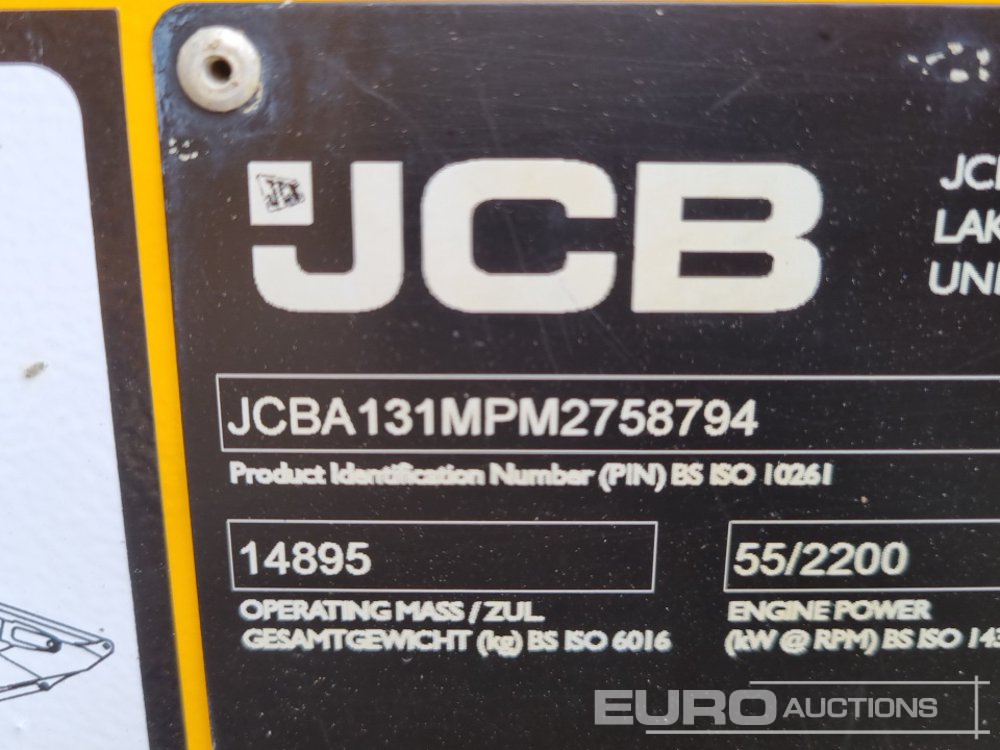 JCB
JCB
LAK
UNI
JCBA131MPM2758794
Product Identification Number (PIN) BS ISO 10261
14895
55/2200
OPERATING MASS / ZUL.
GESAMTGEWICHT (kg) BS ISO 6016
ENGINE POWER
(kW @ RPM) BS ISO 143
EURO AUCTIONS